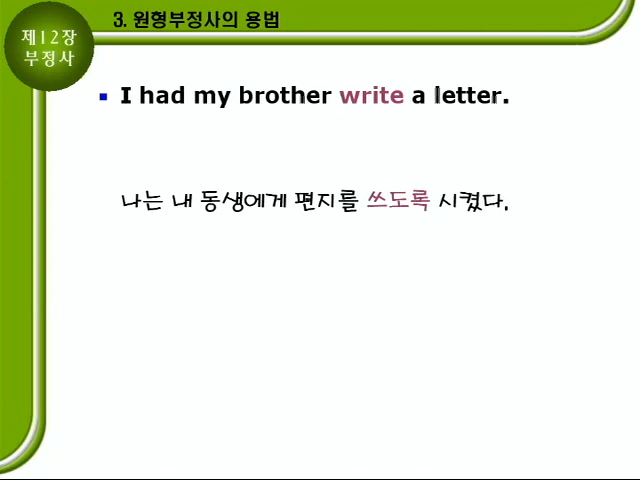 제12장
부정사
3. 원형부정사의 용법
I had my brother write a letter.
나는 내 동생에게 편지를 쓰도록 시켰다.